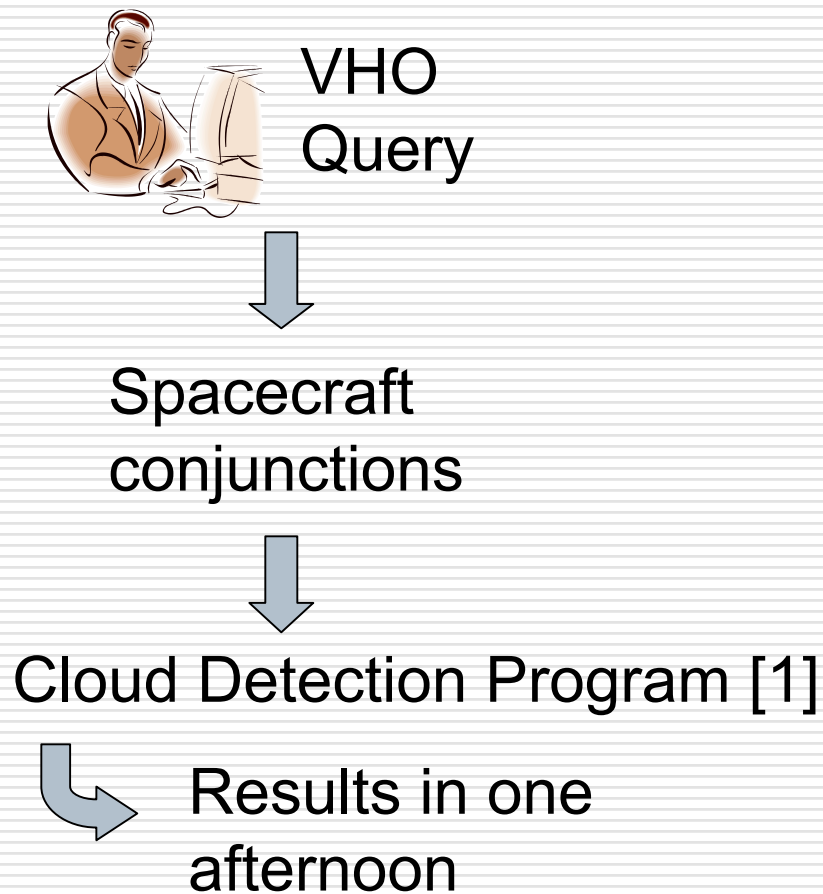 VHO
Query
Spacecraft
conjunctions
Cloud Detection Program [1]
Results in one
afternoon